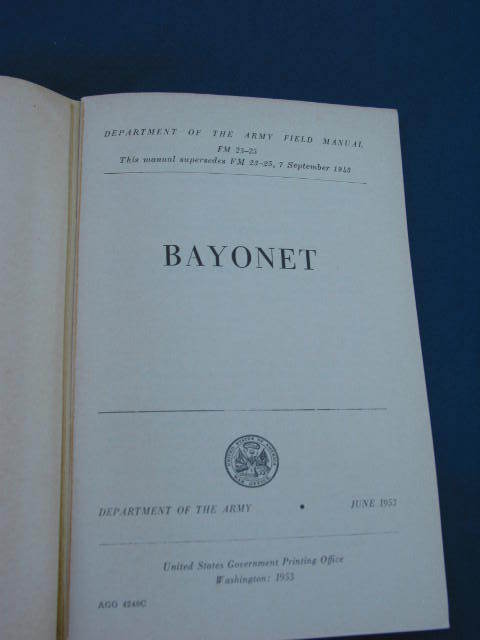 DEPARTMENT OF THE ARMY FIELD MANUAL
FM 23-25
This manual supersedes FM 23-25, 7 September 1943
BAYONET
DEPARTMENT OF THE ARMY • JUNE 1953
United States Government Printing Office
Washington: 1953
AGO 4240C